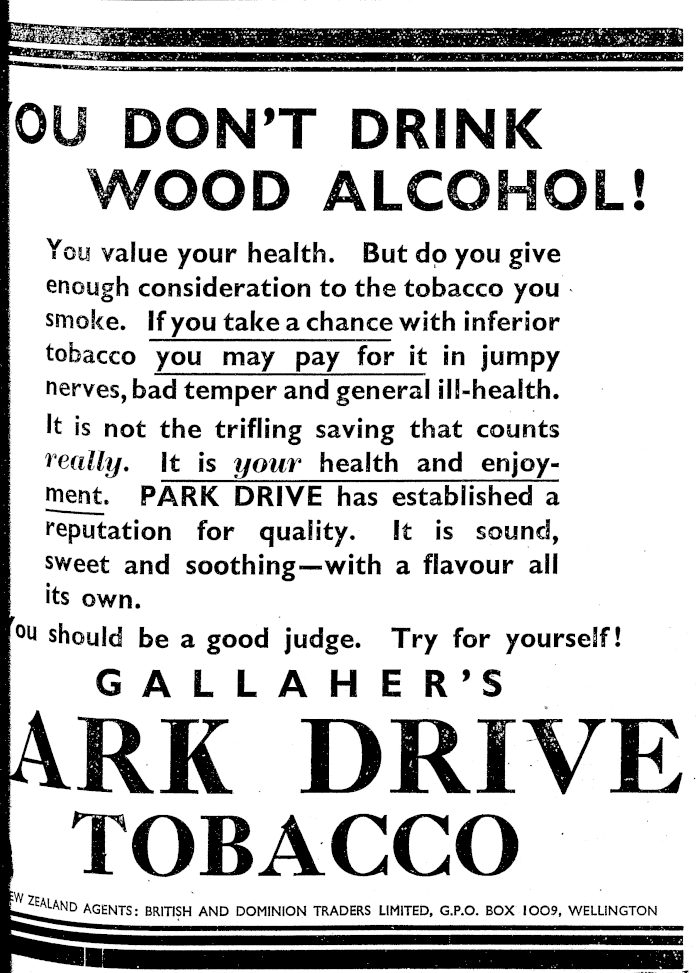 OU DON'T DRINK
WOOD ALCOHOL!
You value your health. But do you give
enough consideration to the tobacco you
smoke. If you take a chance with inferior
tobacco you may pay for it in jumpy
nerves, bad temper and general ill-health.
It is not the trifling saving that counts
really. It is your health and enjoy-
ment. PARK DRIVE has established a
reputation for quality. It is sound,
sweet and soothing—with a flavour all
its own.
ou should be a good judge. Try for yourself!
GALLAHER'S
ARK DRIVE
TOBACCO
EW ZEALAND AGENTS: BRITISH AND DOMINION TRADERS LIMITED, G.P.O. BOX 1009, WELLINGTON